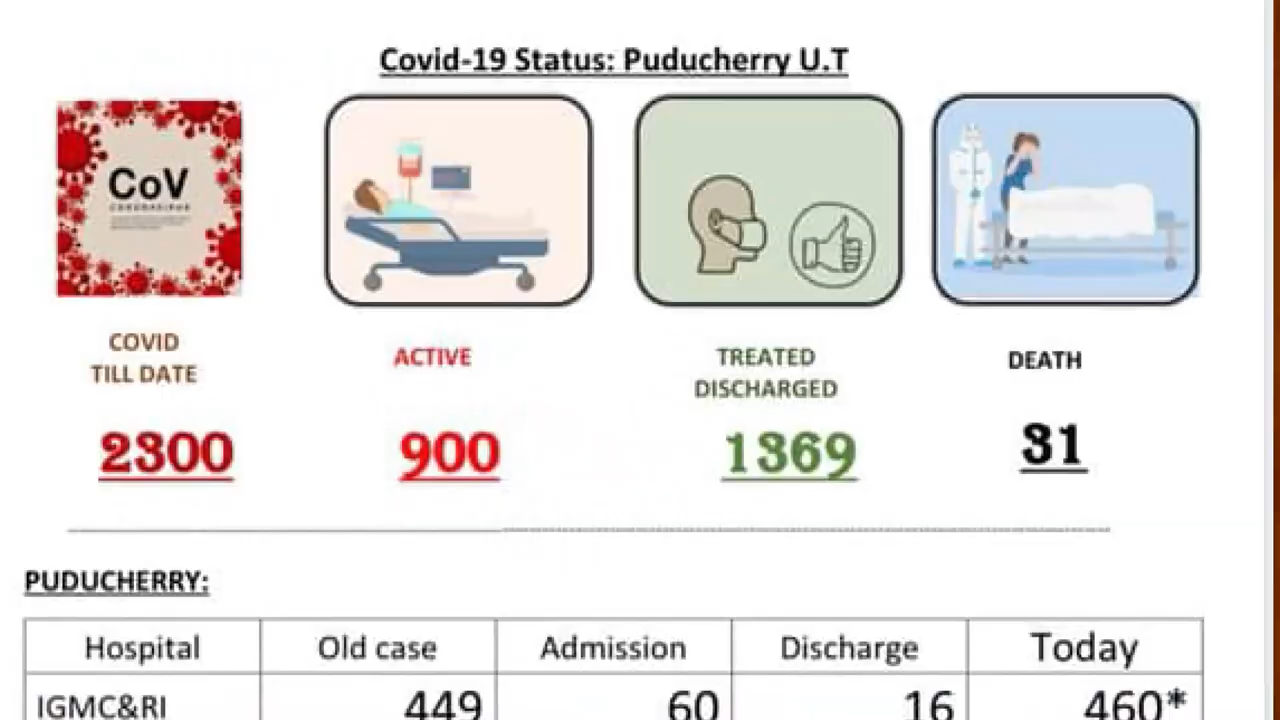 Covid-19 Status: Puducherry U.T
CoV
CORONAVIRUS
COVID
TILL DATE
ACTIVE
TREATED
DISCHARGED
DEATH
2300
900
1369
31
PUDUCHERRY:
Hospital Old case Admission Discharge Today
IGMC&RI 449 60 16 460*